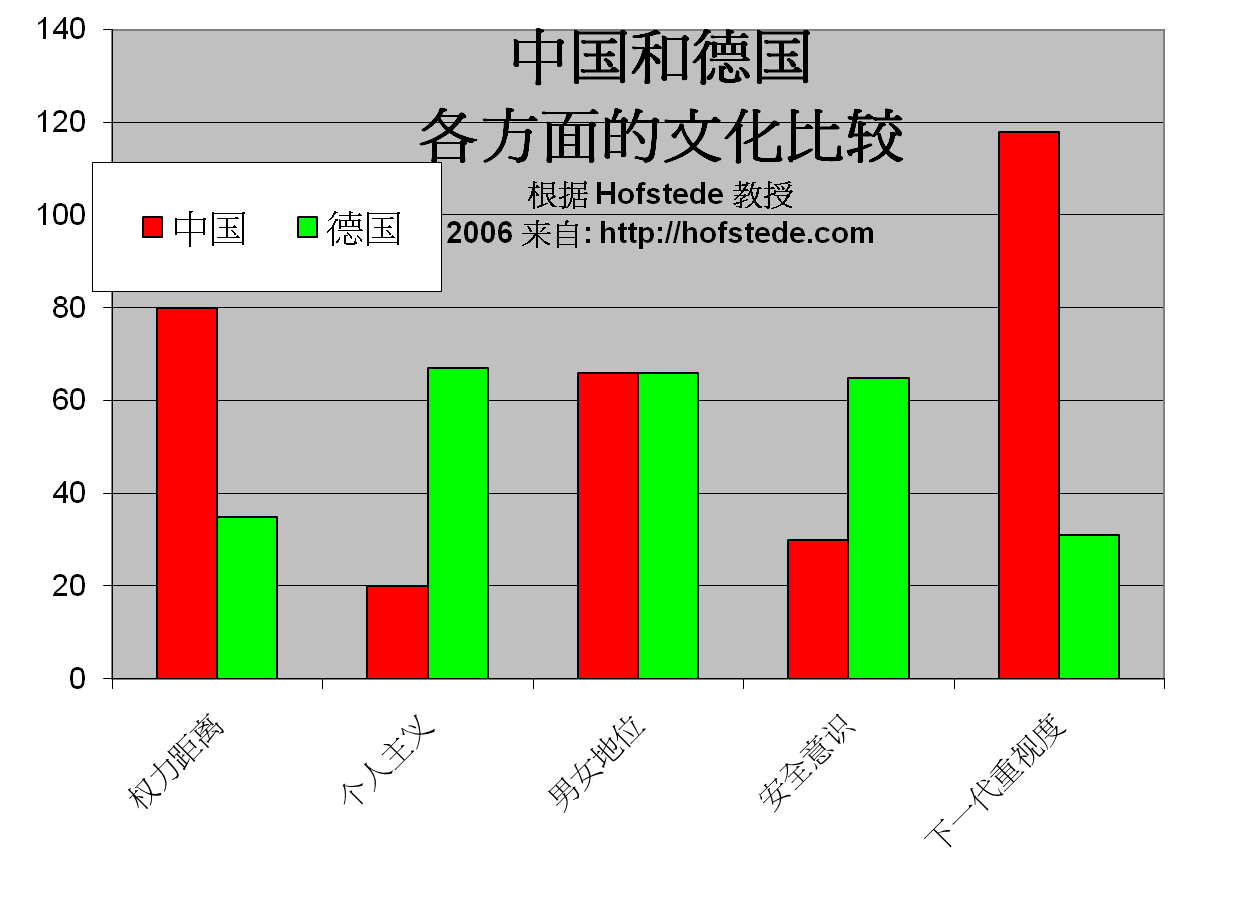 中国和德国
各方面的文化比较
根据 Hofstede 教授
2006 来自: http://hofstede.com
中国 德国
140
120
100
80
60
40
20
0
权力距离
个人主义
男女地位
安全意识
下一代重视度